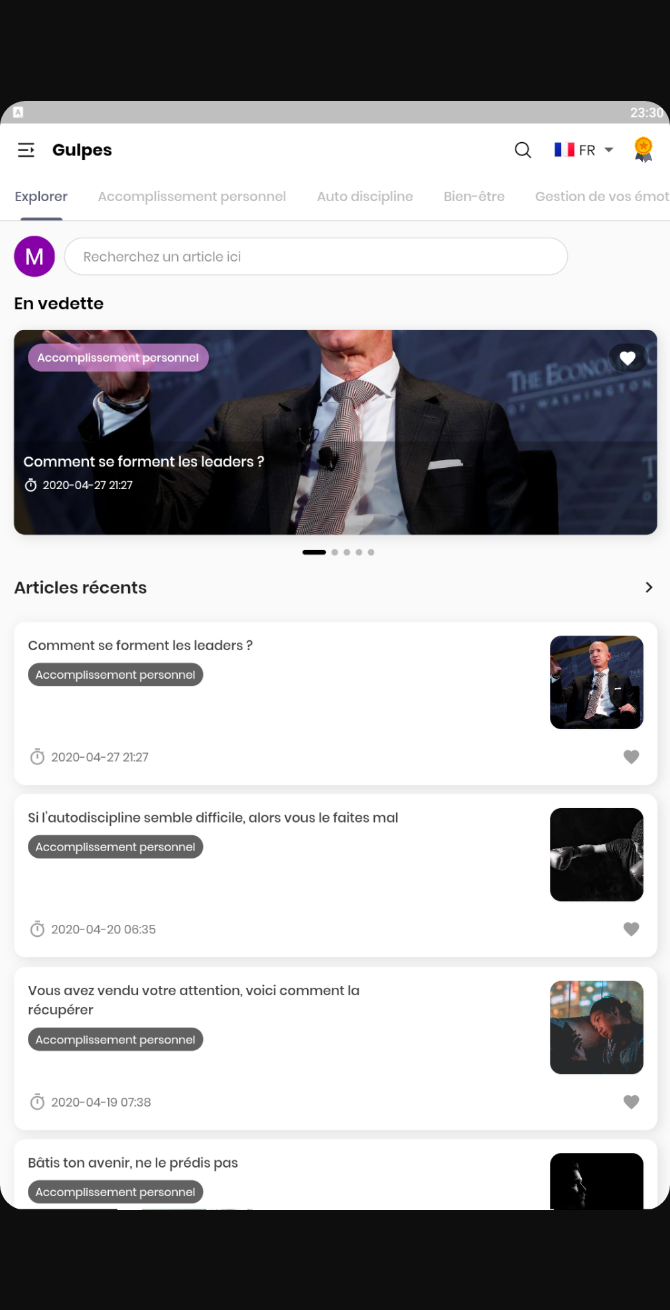 A
23:30
Gulpes
FR
Explorer
Accomplissement personnel
Auto discipline
Bien-être
Gestion de vos émot
M
Recherchez un article ici
En vedette
Accomplissement personnel
THE ECONOM C
OF WASHINGTON
Comment se forment les leaders ?
2020-04-27 21:27
Articles récents
Comment se forment les leaders ?
Accomplissement personnel
2020-04-27 21:27
Si l'autodiscipline semble difficile, alors vous le faites mal
Accomplissement personnel
2020-04-20 06:35
Vous avez vendu votre attention, voici comment la
récupérer
Accomplissement personnel
2020-04-19 07:38
Bâtis ton avenir, ne le prédis pas
Accomplissement personnel